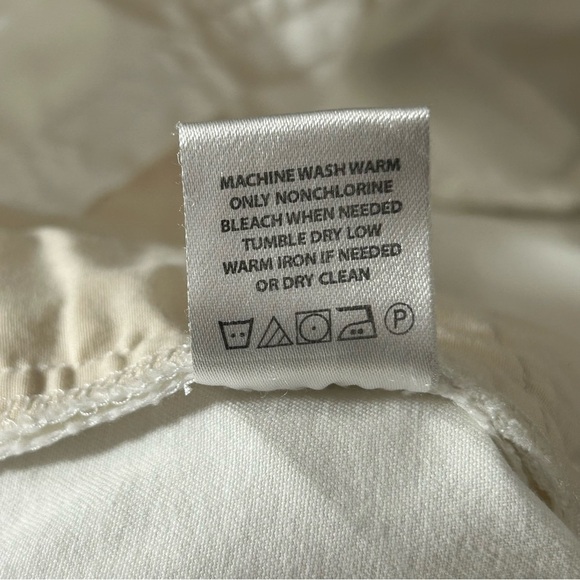 MACHINE WASH WARM
ONLY NONCHLORINE
BLEACH WHEN NEEDED
TUMBLE DRY LOW
WARM IRON IF NEEDED
OR DRY CLEAN
P